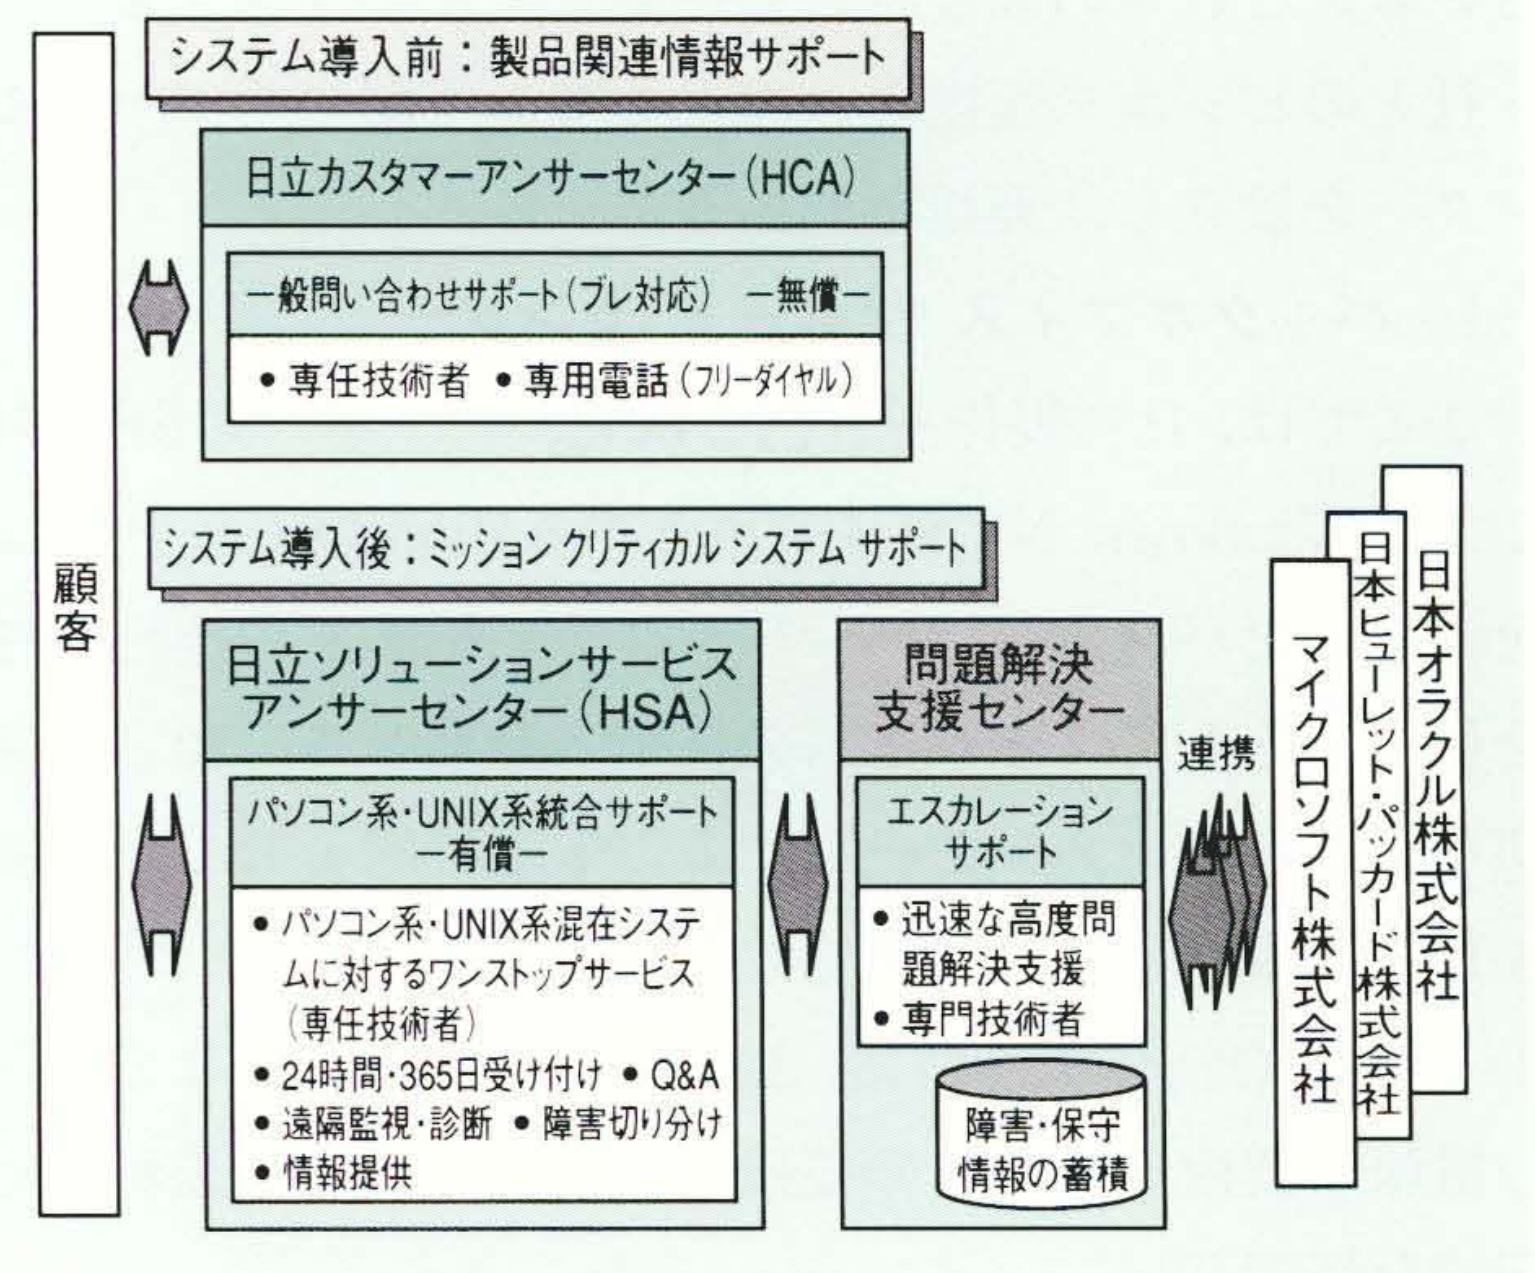 顧客
システム導入前：製品関連情報サポート
日立カスタマーアンサーセンター（HCA）
一般問い合わせサポート（プレ対応） －無償－
● 専任技術者 ● 専用電話（フリーダイヤル）
システム導入後：ミッション クリティカル システム サポート
日立ソリューションサービス
アンサーセンター（HSA）
パソコン系・UNIX系統合サポート
－有償－
● パソコン系・UNIX系混在システ
ムに対するワンストップサービス
（専任技術者）
● 24時間・365日受け付け ● Q&A
● 遠隔監視・診断 ● 障害切り分け
● 情報提供
問題解決
支援センター
エスカレーション
サポート
● 迅速な高度問
題解決支援
● 専門技術者
障害・保守
情報の蓄積
連携
マイクロソフト株式会社
日本ヒューレット・パッカード株式会社
日本オラクル株式会社